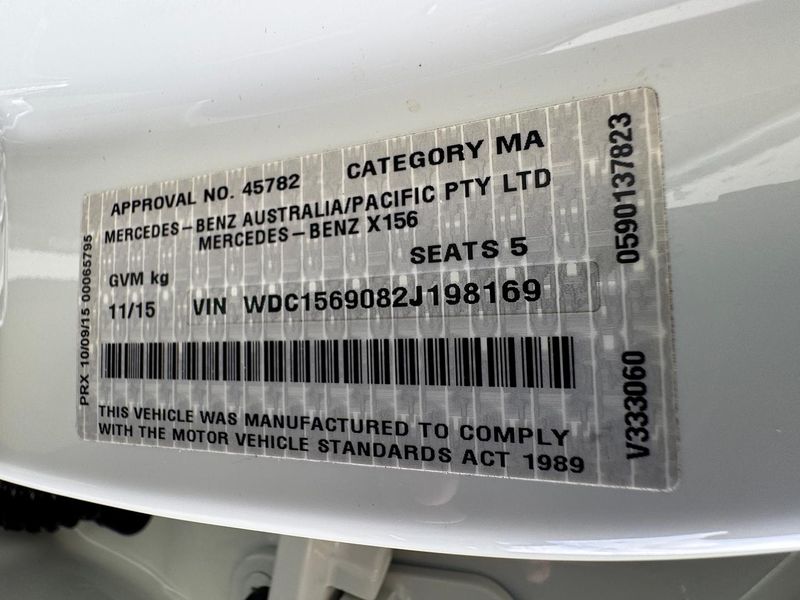 APPROVAL NO. 45782
CATEGORY MA
MERCEDES-BENZ AUSTRALIA/PACIFIC PTY LTD
MERCEDES-BENZ X156
SEATS 5
GVM kg
11/15
VIN WDC1569082J198169
THIS VEHICLE WAS MANUFACTURED TO COMPLY
WITH THE MOTOR VEHICLE STANDARDS ACT 1989
PRX 10/09/15 00065795
0590137823
V333060